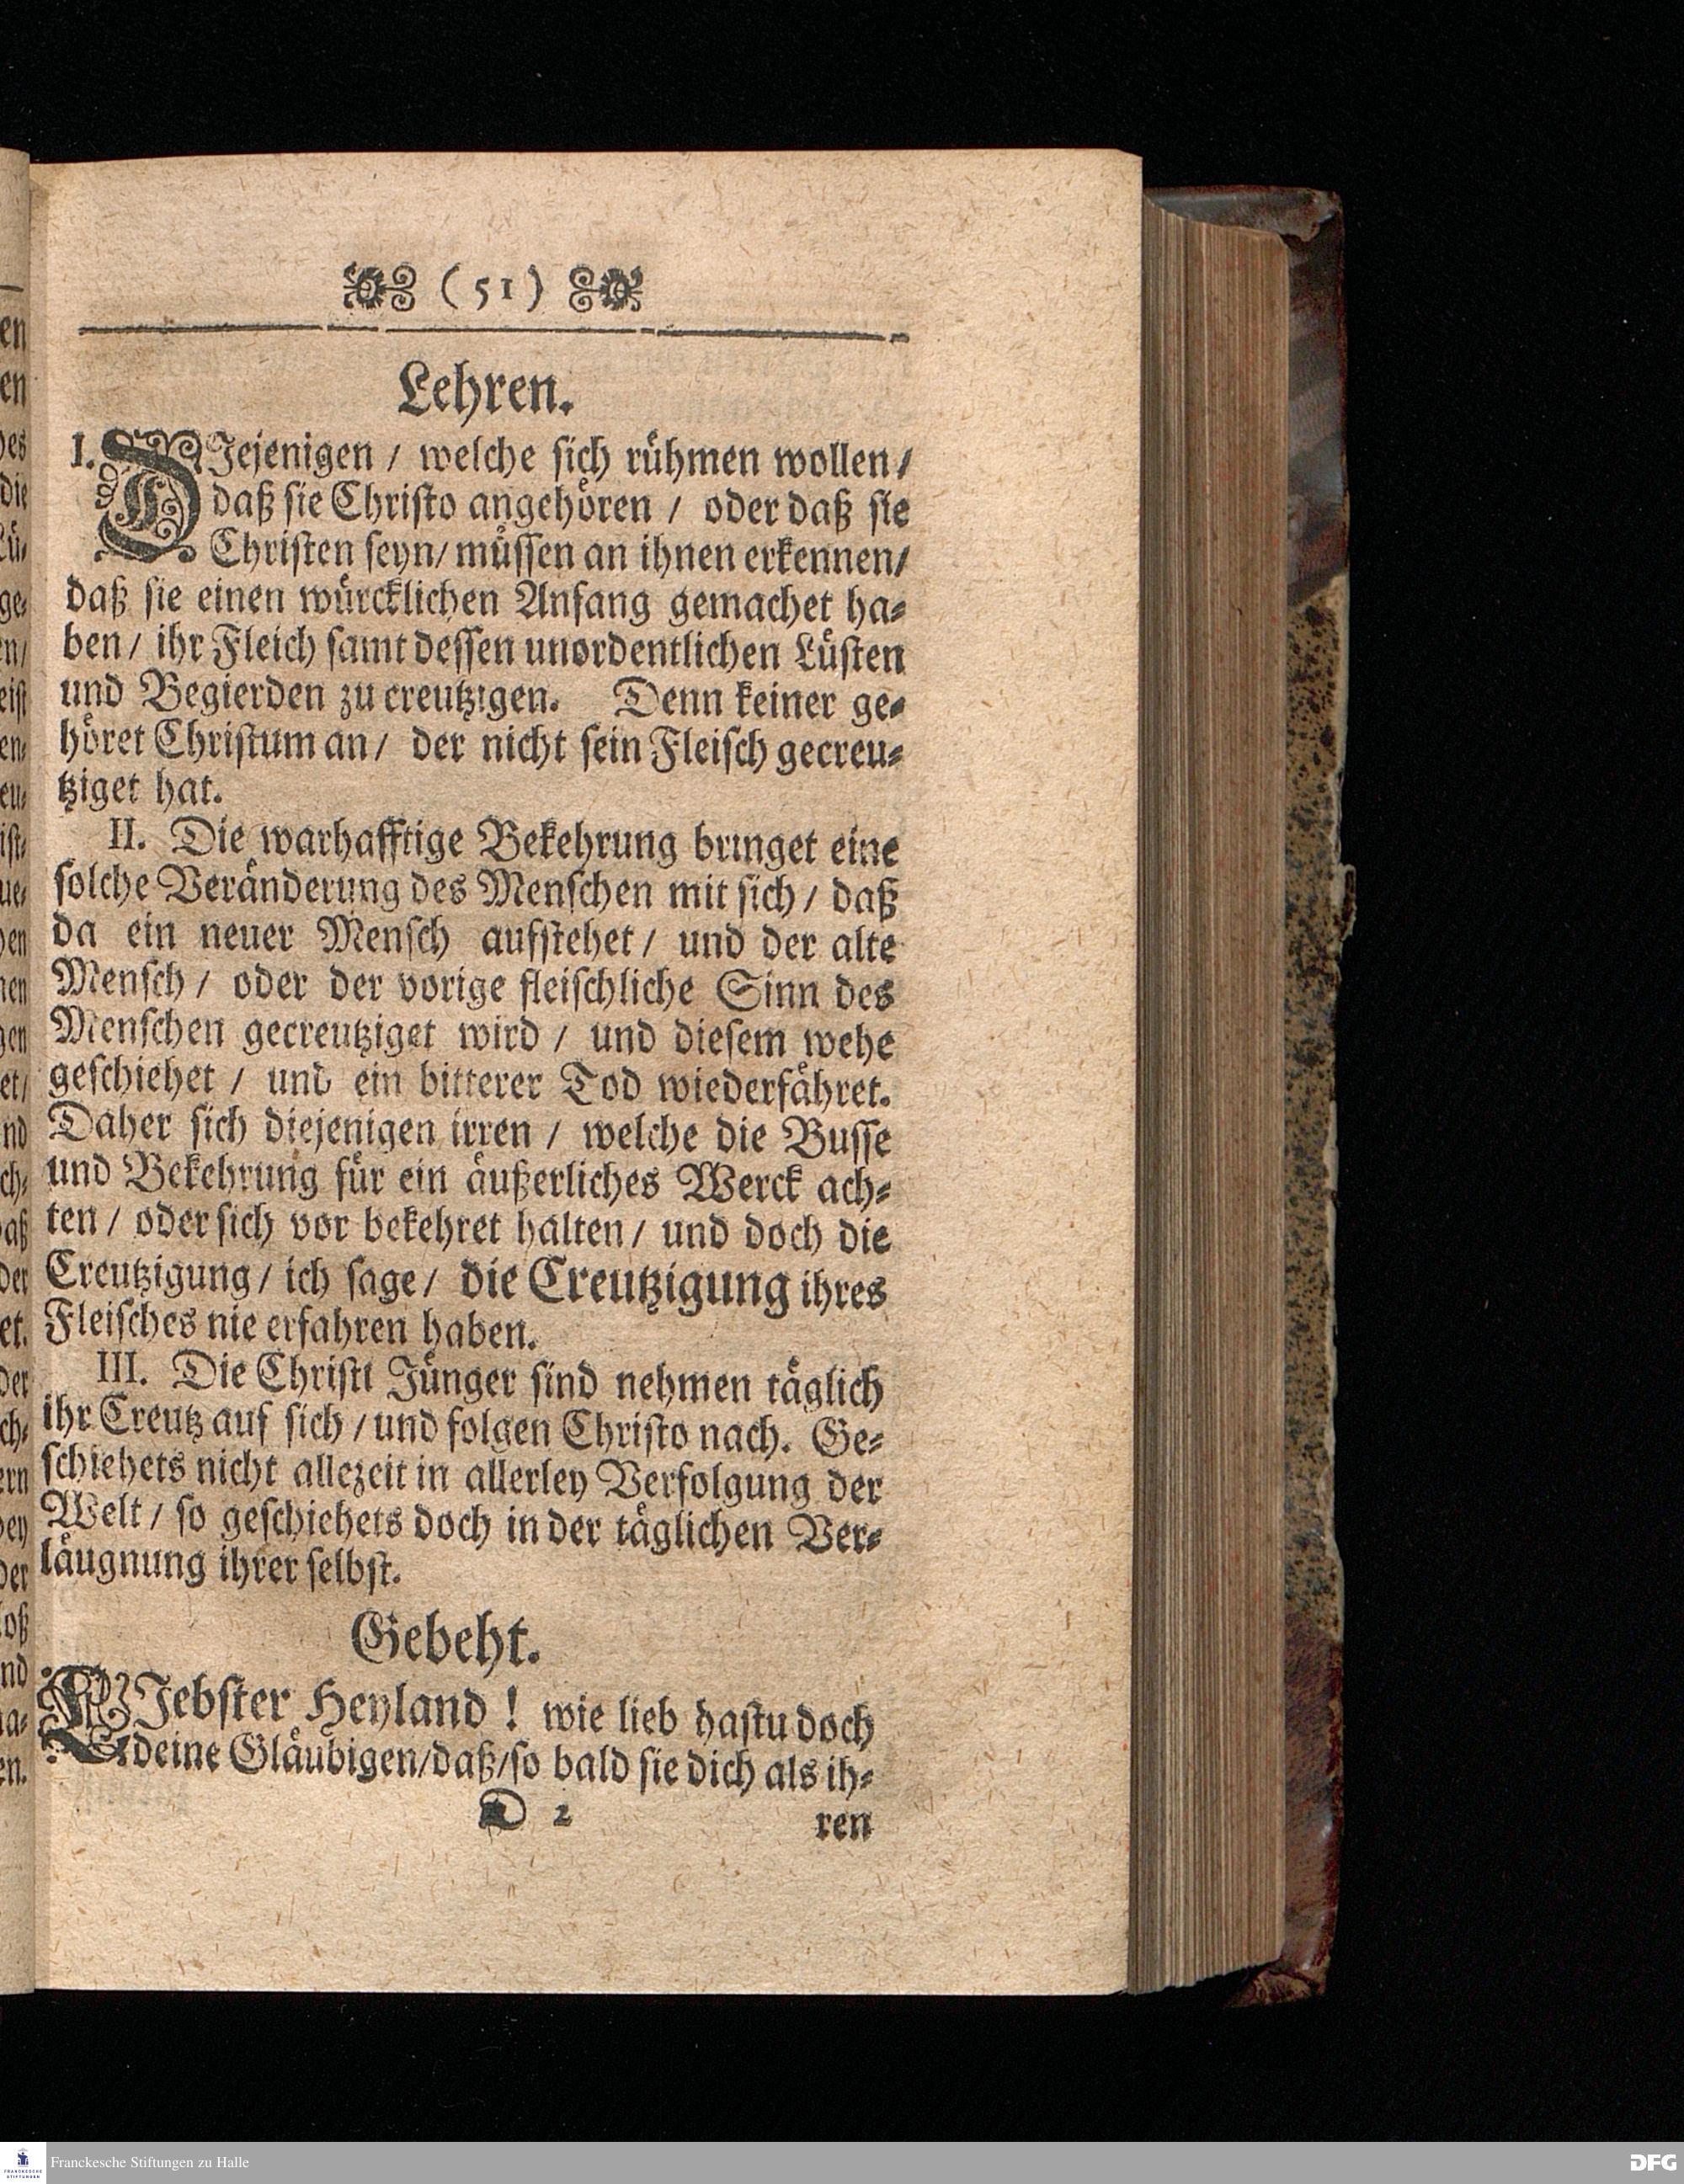 (51)
Lehren.
I. DJejenigen / welche sich rühmen wollen /
daß sie Christo angehören / oder daß sie
Christen seyn / müssen an ihnen erkennen /
daß sie einen würcklichen Anfang gemachet ha-
ben / ihr Fleich samt dessen unordentlichen Lüsten
und Begierden zu creutzigen. Denn keiner ge-
höret Christum an / der nicht sein Fleisch gecreu-
tziget hat.
II. Die warhafftige Bekehrung bringet eine
solche Veränderung des Menschen mit sich / daß
da ein neuer Mensch aufstehet / und der alte
Mensch / oder der vorige fleischliche Sinn des
Menschen gecreutziget wird / und diesem wehe
geschiehet / und ein bitterer Tod wiederfähret.
Daher sich diejenigen irren / welche die Busse
und Bekehrung für ein äußerliches Werck ach-
ten / oder sich vor bekehret halten / und doch die
Creutzigung / ich sage / die Creutzigung ihres
Fleisches nie erfahren haben.
III. Die Christi Jünger sind nehmen täglich
ihr Creutz auf sich / und folgen Christo nach. Ge-
schiehets nicht allezeit in allerley Verfolgung der
Welt / so geschiehets doch in der täglichen Ver-
läugnung ihrer selbst.
Gebeht.
LJebster Heyland ! wie lieb hastu doch
deine Gläubigen / daß / so bald sie dich als ih-
D 2 ren
Franckesche Stiftungen zu Halle
DFG